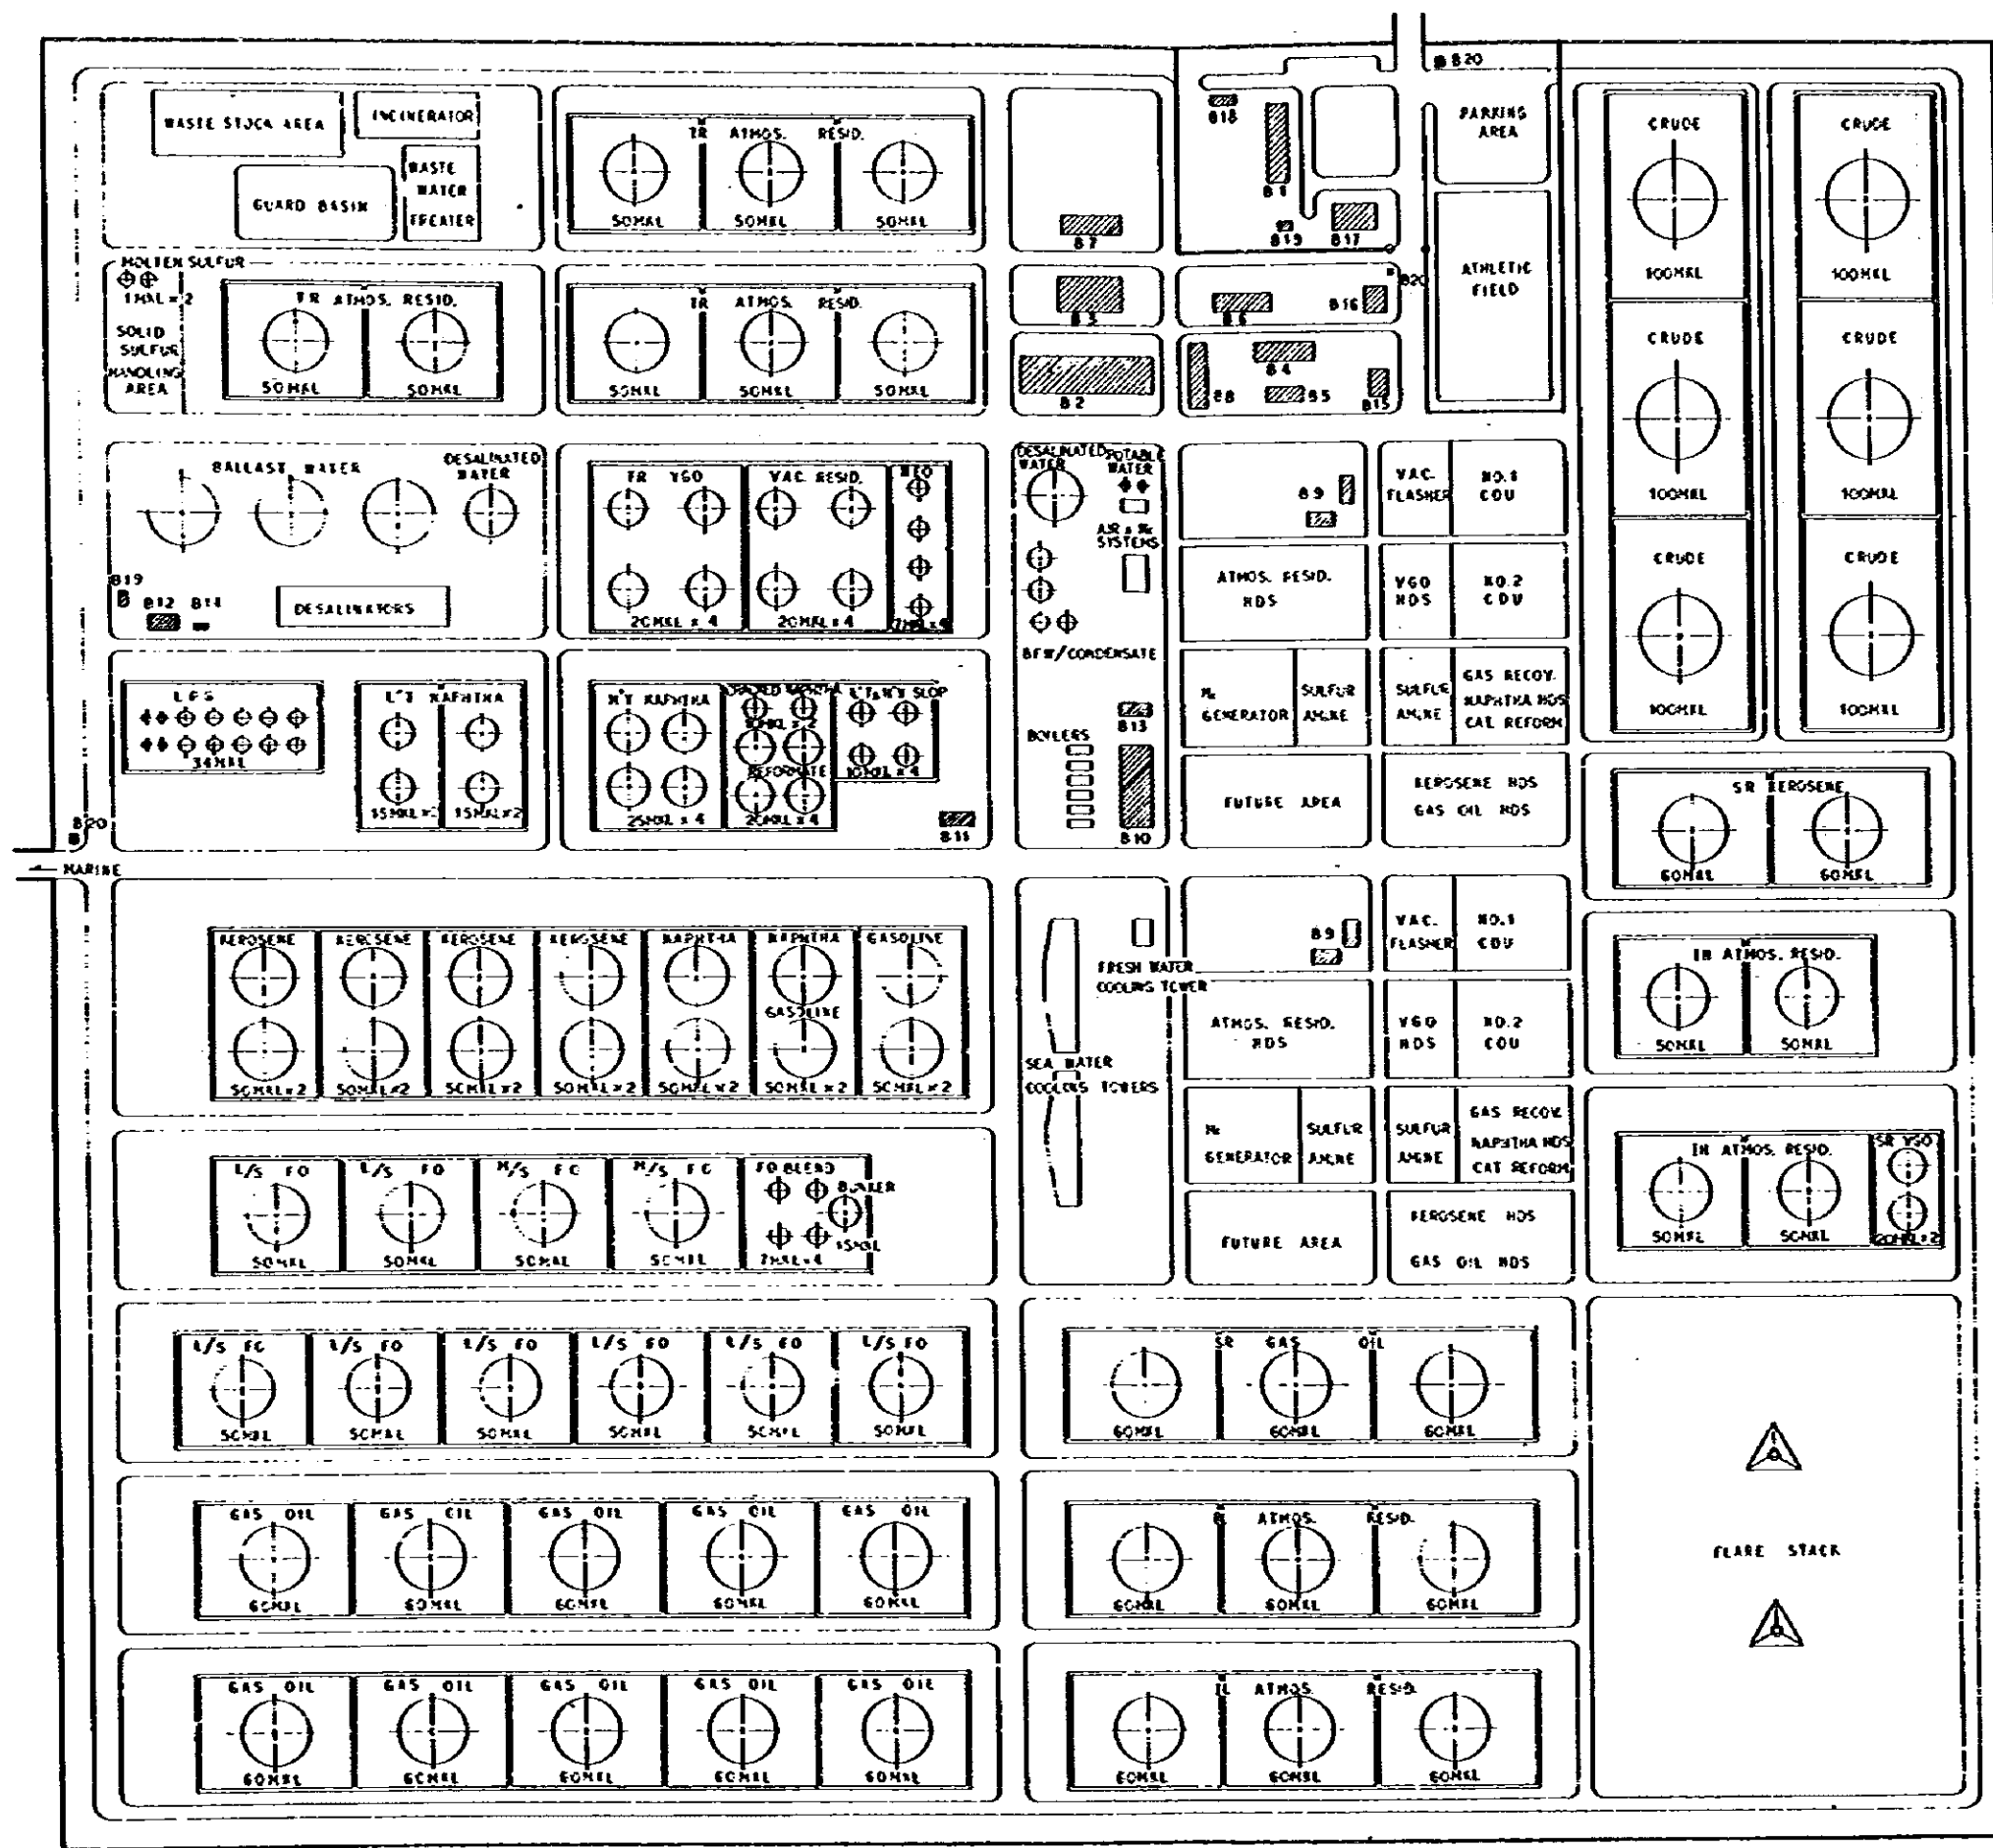 B20
WASTE STOCK AREA
INCINERATOR
WASTE
WATER
TREATER
GUARD BASIN
TR ATMOS. RESID.
50MKL 50MKL 50MKL
B7
B18
B1
B19
B17
PARKING
AREA
ATHLETIC
FIELD
CRUDE
100MKL
CRUDE
100MKL
CRUDE
100MKL
CRUDE
100MKL
CRUDE
100MKL
CRUDE
100MKL
MOLTEN SULFUR
1MKL × 2
SOLID
SULFUR
HANDLING
AREA
TR ATMOS. RESID.
50MKL 50MKL
TR ATMOS. RESID.
50MKL 50MKL 50MKL
B3
B2
B6
B16
B20
B8
B4
B5
B15
BALLAST WATER
DESALINATED
WATER
B19
B12 B14
DESALINATORS
TR VGO
20MKL × 4
VAC. RESID.
20MKL × 4
DESALINATED
WATER
POTABLE
WATER
SYSTEMS
BFW/CONDENSATE
BOILERS
B13
B10
B9
VAC.
FLASHER
NO.1
CDU
ATMOS. RESID.
HDS
VGO
HDS
NO.2
CDU
GENERATOR
SULFUR
AMINE
SULFUR
AMINE
GAS RECOV.
NAPHTHA HDS
CAT REFORM
FUTURE AREA
KEROSENE HDS
GAS OIL HDS
LPG
34MKL
L'T NAPHTHA
15MKL×2 15MKL×2
H'T NAPHTHA
25MKL × 4
REFORMATE
20MKL × 4
10MKL × 4
B11
B20
MARINE
SR KEROSENE
60MKL 60MKL
KEROSENE
50MKL×2
KEROSENE
50MKL×2
KEROSENE
50MKL×2
KEROSENE
50MKL×2
NAPHTHA
50MKL×2
NAPHTHA
GASOLINE
50MKL×2
GASOLINE
50MKL×2
FRESH WATER
COOLING TOWER
SEA WATER
COOLING TOWERS
B9
VAC.
FLASHER
NO.1
CDU
ATMOS. RESID.
HDS
VGO
HDS
NO.2
CDU
GENERATOR
SULFUR
AMINE
SULFUR
AMINE
GAS RECOV.
NAPHTHA HDS
CAT REFORM
FUTURE AREA
KEROSENE HDS
GAS OIL HDS
IH ATMOS. RESID.
50MKL 50MKL
IH ATMOS. RESID.
50MKL 50MKL
SR VGO
20MKL×2
L/S FO
50MKL
L/S FO
50MKL
M/S FO
50MKL
M/S FO
50MKL
FO BLEND
2MKL×4
BUNKER
15MKL
L/S FO L/S FO L/S FO L/S FO L/S FO L/S FO
50MKL 50MKL 50MKL 50MKL 50MKL 50MKL
SR GAS OIL
60MKL 60MKL 60MKL
GAS OIL GAS OIL GAS OIL GAS OIL GAS OIL
60MKL 60MKL 60MKL 60MKL 60MKL
ATMOS. RESID.
60MKL 60MKL 60MKL
FLARE STACK
GAS OIL GAS OIL GAS OIL GAS OIL GAS OIL
60MKL 60MKL 60MKL 60MKL 60MKL
IL ATMOS. RESID.
60MKL 60MKL 60MKL